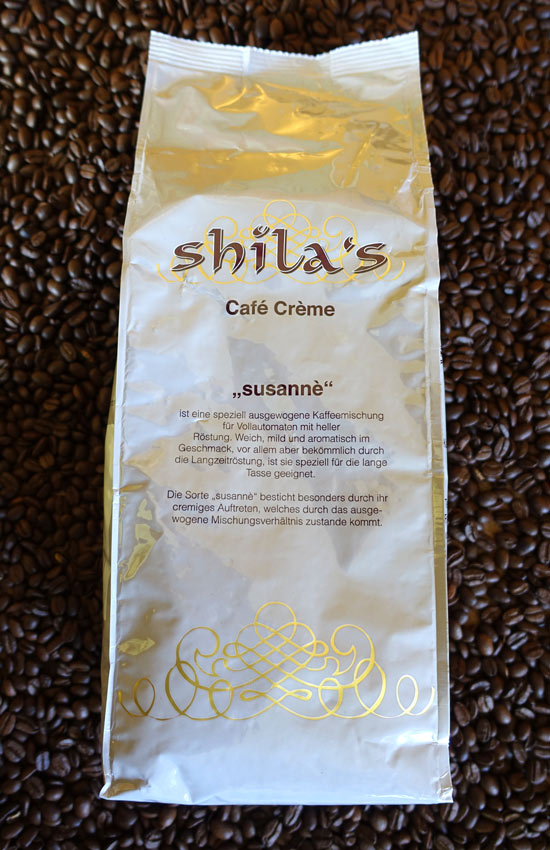 shila's
Café Crème
„susannè“
ist eine speziell ausgewogene Kaffeemischung
für Vollautomaten mit heller
Röstung. Weich, mild und aromatisch im
Geschmack, vor allem aber bekömmlich durch
die Langzeitröstung, ist sie speziell für die lange
Tasse geeignet.
Die Sorte „susannè“ besticht besonders durch ihr
cremiges Auftreten, welches durch das ausge-
wogene Mischungsverhältnis zustande kommt.